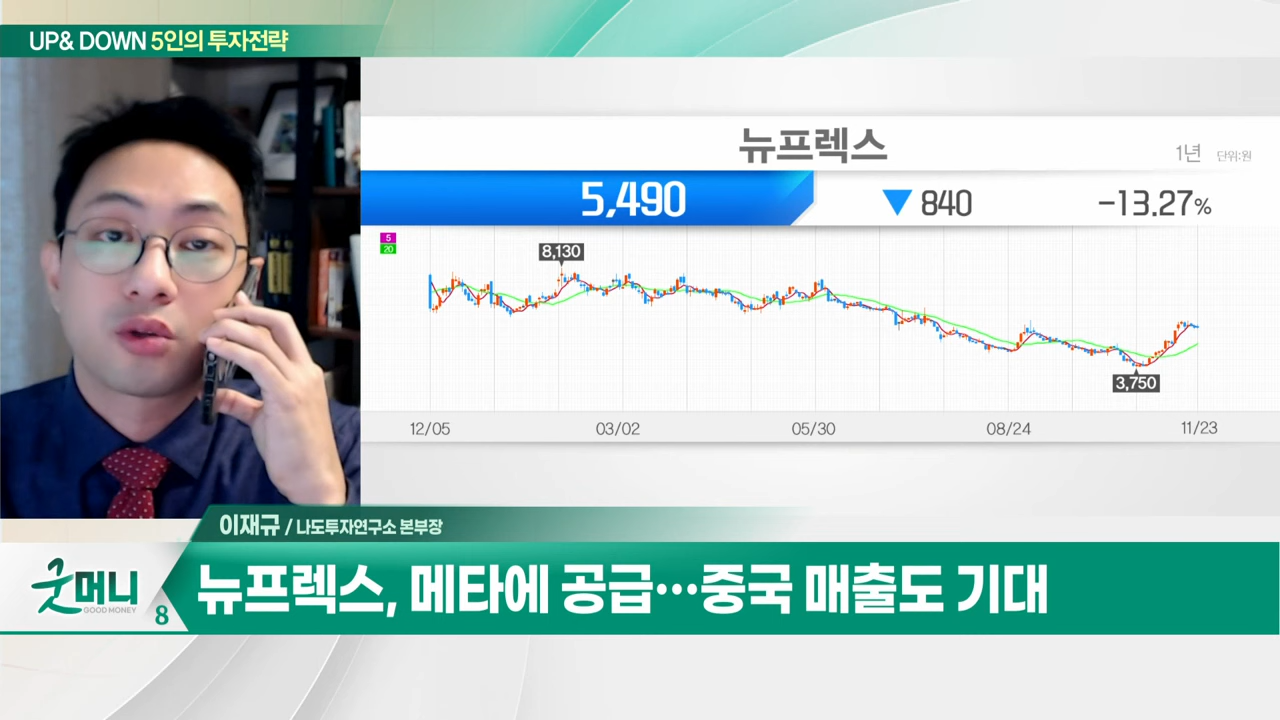 UP& DOWN 5인의 투자전략
뉴프렉스
1년 단위:원
5,490 ▼ 840 -13.27%
5
20
8,130
3,750
12/05 03/02 05/30 08/24 11/23
이재규 / 나도투자연구소 본부장
굿머니
GOOD MONEY
8
뉴프렉스, 메타에 공급…중국 매출도 기대